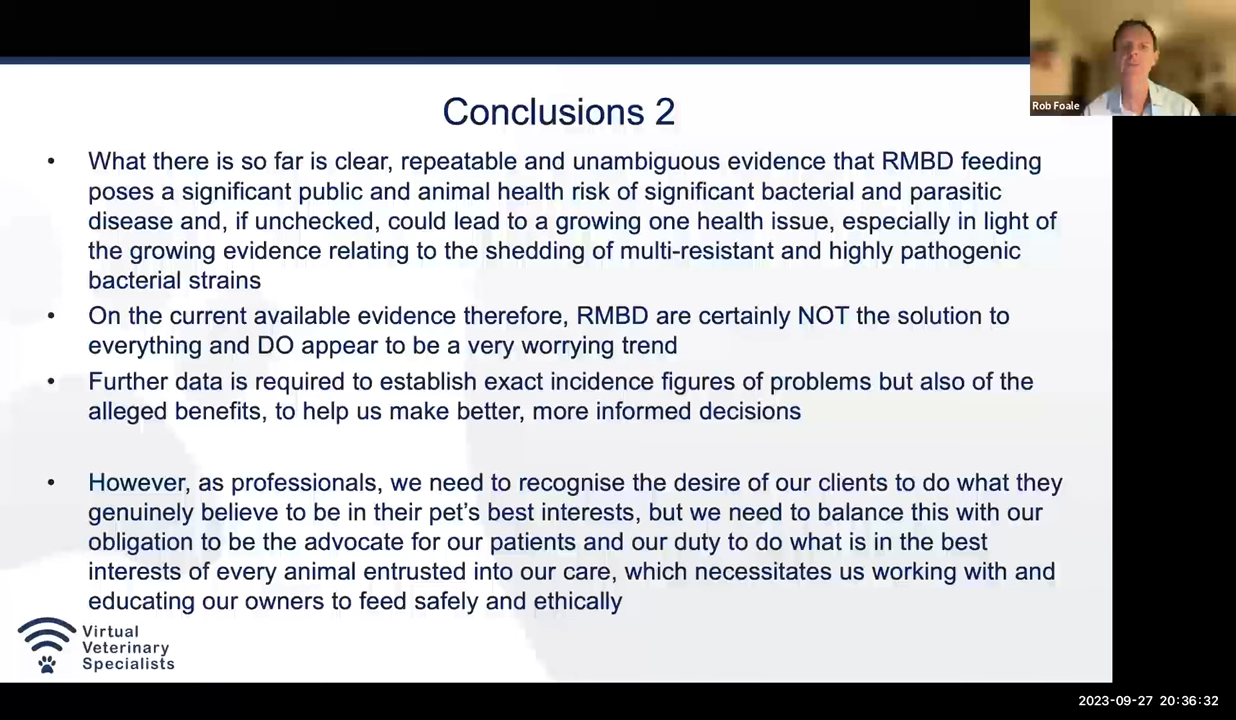 Rob Foale
Conclusions 2
• What there is so far is clear, repeatable and unambiguous evidence that RMBD feeding
poses a significant public and animal health risk of significant bacterial and parasitic
disease and, if unchecked, could lead to a growing one health issue, especially in light of
the growing evidence relating to the shedding of multi-resistant and highly pathogenic
bacterial strains
• On the current available evidence therefore, RMBD are certainly NOT the solution to
everything and DO appear to be a very worrying trend
• Further data is required to establish exact incidence figures of problems but also of the
alleged benefits, to help us make better, more informed decisions
• However, as professionals, we need to recognise the desire of our clients to do what they
genuinely believe to be in their pet's best interests, but we need to balance this with our
obligation to be the advocate for our patients and our duty to do what is in the best
interests of every animal entrusted into our care, which necessitates us working with and
educating our owners to feed safely and ethically
Virtual
Veterinary
Specialists
2023-09-27 20:36:32